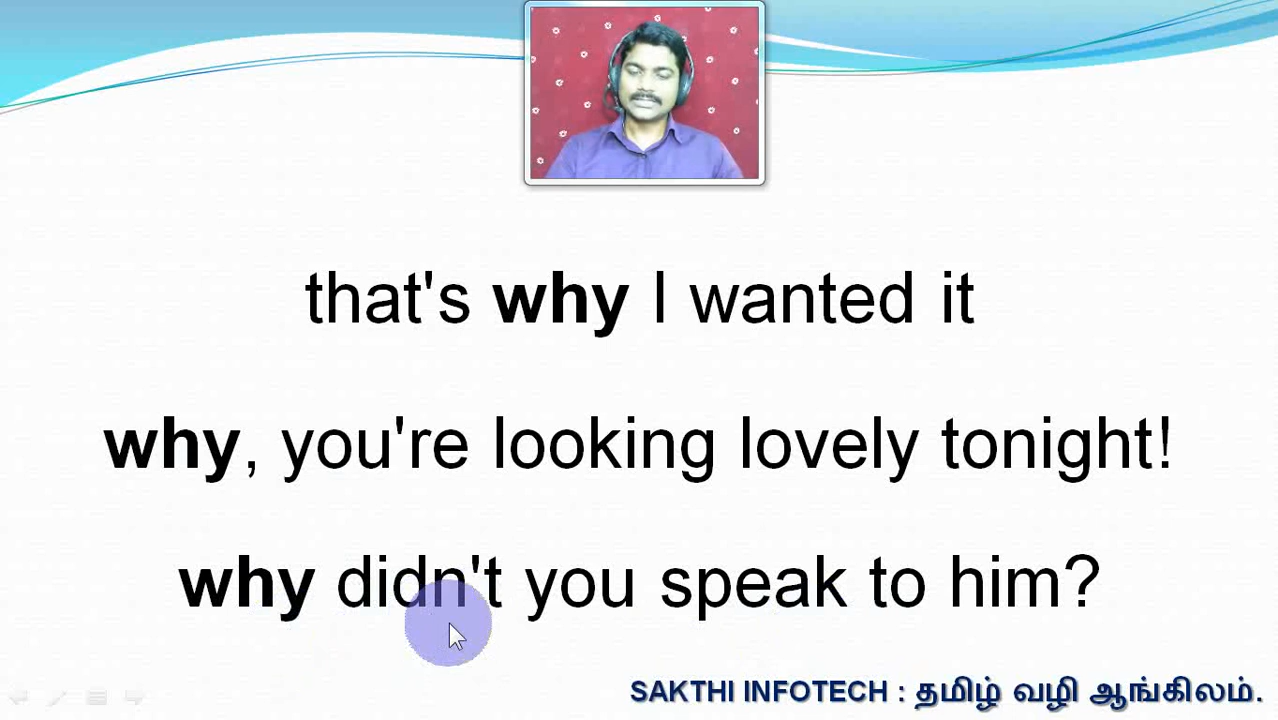 that's why I wanted it
why, you're looking lovely tonight!
why didn't you speak to him?
SAKTHI INFOTECH : தமிழ் வழி ஆங்கிலம்.